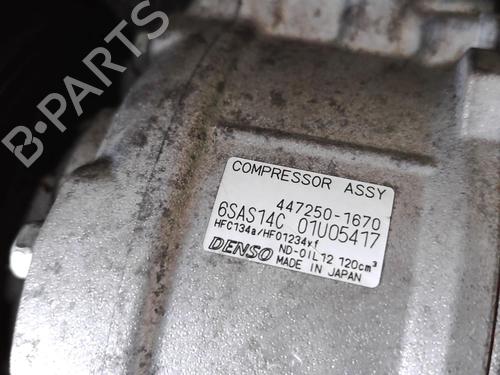 B-PARTS
COMPRESSOR ASSY
447250-1670
6SAS14C 01U05417
HFC134a/HFO1234yf
ND-OIL12 120cm³
DENSO MADE IN JAPAN